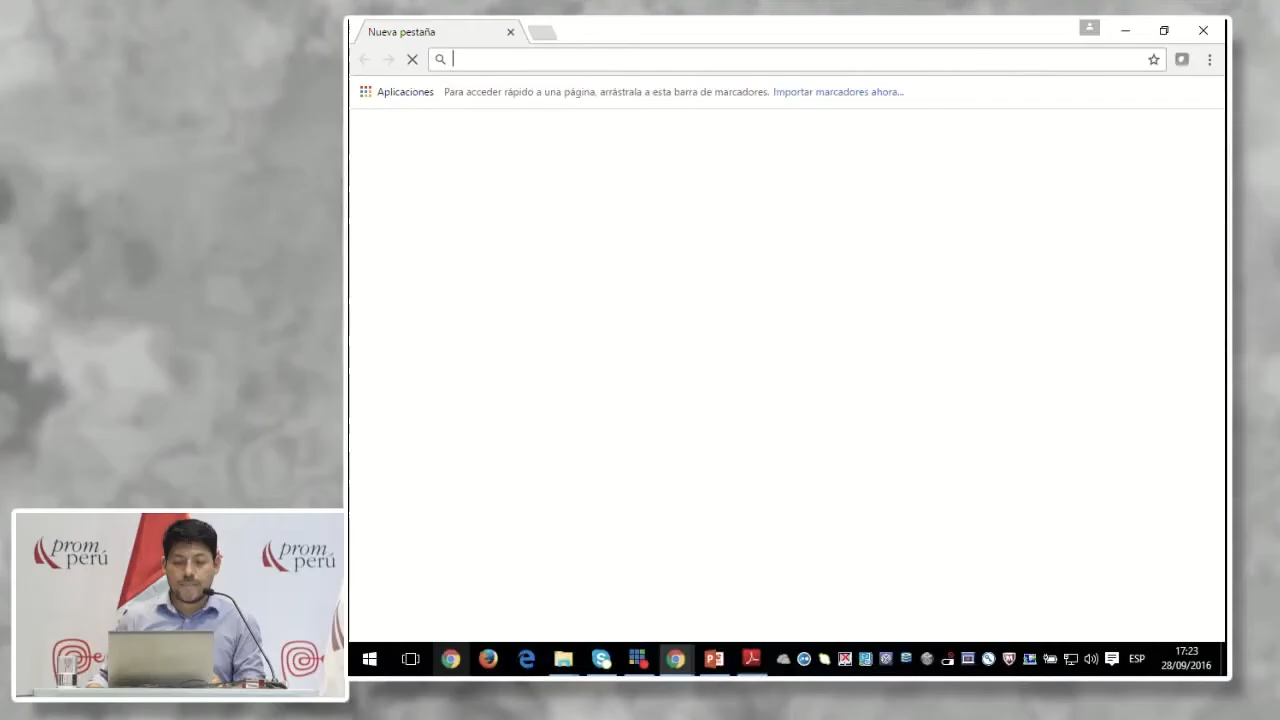 Nueva pestaña
Aplicaciones
Para acceder rápido a una página, arrástrala a esta barra de marcadores. Importar marcadores ahora...
prom
perú
prom
perú
ESP
17:23
28/09/2016